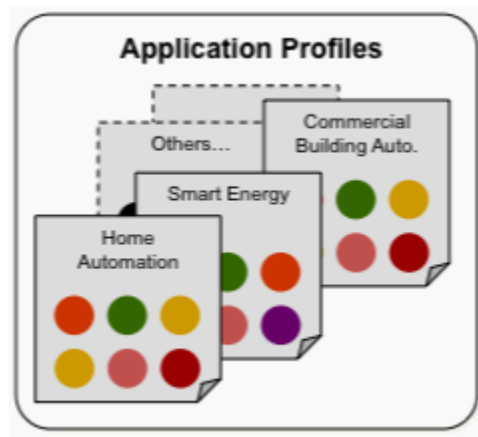 Application Profiles
Commercial
Building Auto.
Others...
Smart Energy
Home
Automation